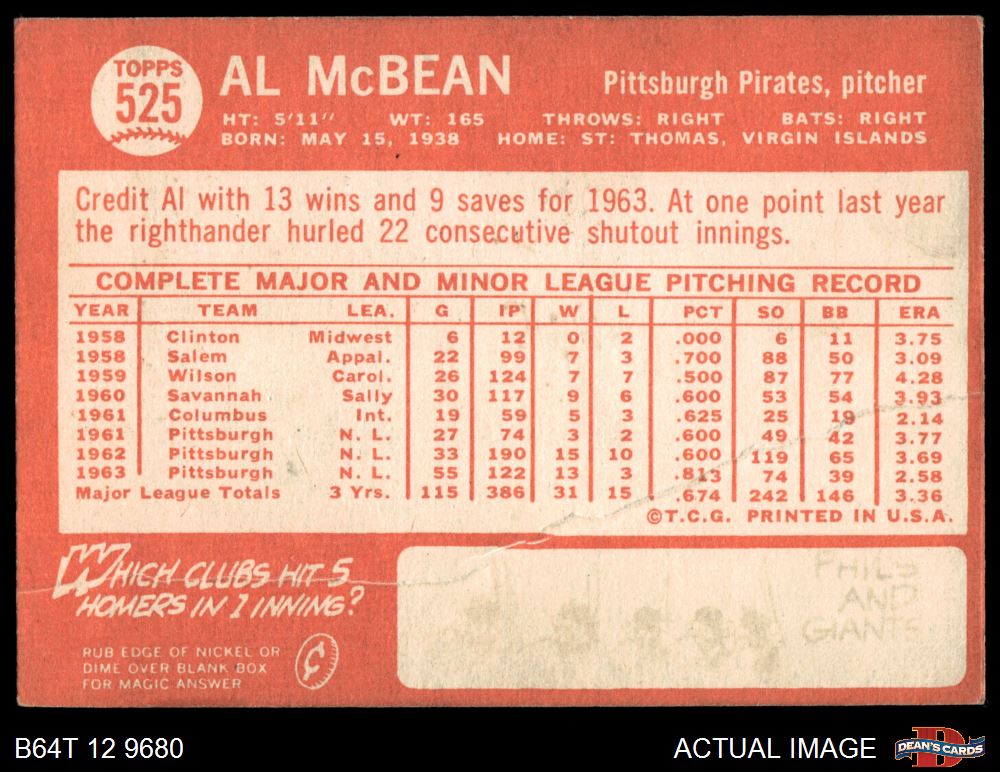 TOPPS
525
AL McBEAN
Pittsburgh Pirates, pitcher
HT: 5'11" WT: 165 THROWS: RIGHT BATS: RIGHT
BORN: MAY 15, 1938 HOME: ST: THOMAS, VIRGIN ISLANDS
Credit Al with 13 wins and 9 saves for 1963. At one point last year
the righthander hurled 22 consecutive shutout innings.
COMPLETE MAJOR AND MINOR LEAGUE PITCHING RECORD
YEAR TEAM LEA. G IP W L PCT SO BB ERA
1958 Clinton Midwest 6 12 0 2 .000 6 11 3.75
1958 Salem Appal. 22 99 7 3 .700 88 50 3.09
1959 Wilson Carol. 26 124 7 7 .500 87 77 4.28
1960 Savannah Sally 30 117 9 6 .600 53 54 3.93
1961 Columbus Int. 19 59 5 3 .625 25 19 2.14
1961 Pittsburgh N. L. 27 74 3 2 .600 49 42 3.77
1962 Pittsburgh N. L. 33 190 15 10 .600 119 65 3.69
1963 Pittsburgh N. L. 55 122 13 3 .813 74 39 2.58
Major League Totals 3 Yrs. 115 386 31 15 .674 242 146 3.36
©T.C.G. PRINTED IN U.S.A.
WHICH CLUBS HIT 5
HOMERS IN 1 INNING?
RUB EDGE OF NICKEL OR
DIME OVER BLANK BOX
FOR MAGIC ANSWER
¢
PHILS
AND
GIANTS
B64T 12 9680
ACTUAL IMAGE
D
DEAN'S CARDS